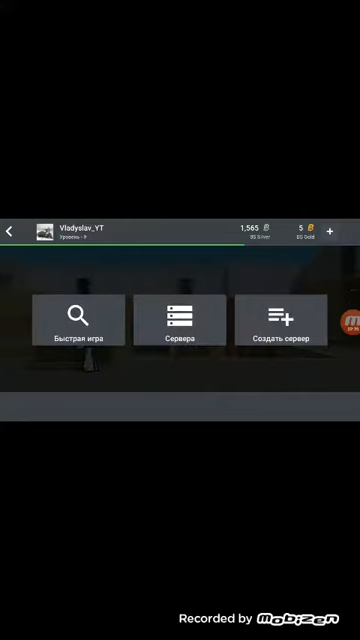 Vladyslav_YT
Уровень - 9
1,565
BS Silver
5
BS Gold
Быстрая игра
Сервера
Создать сервер
Recorded by mobizen